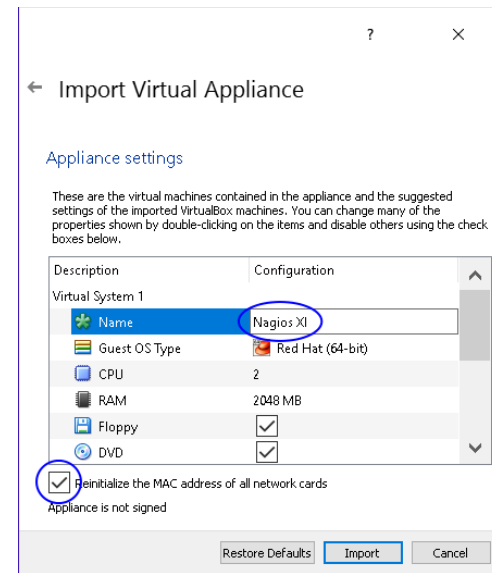 ?
Import Virtual Appliance
Appliance settings
These are the virtual machines contained in the appliance and the suggested
settings of the imported VirtualBox machines. You can change many of the
properties shown by double-clicking on the items and disable others using the check
boxes below.
Description Configuration
Virtual System 1
Name Nagios XI
Guest OS Type Red Hat (64-bit)
CPU 2
RAM 2048 MB
Floppy
DVD
Reinitialize the MAC address of all network cards
Appliance is not signed
Restore Defaults Import Cancel